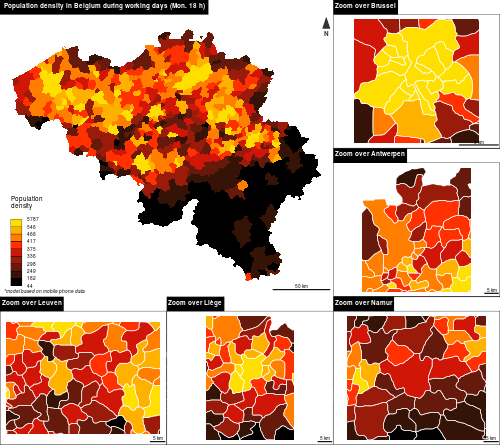 Population density in Belgium during working days (Mon. 18 h)
N
Population
density
5787
546
466
417
375
336
298
249
182
44
*model based on mobile phone data
50 km
Zoom over Brussel
Zoom over Antwerpen
5 km
Zoom over Leuven
5 km
Zoom over Liège
5 km
Zoom over Namur
5 km